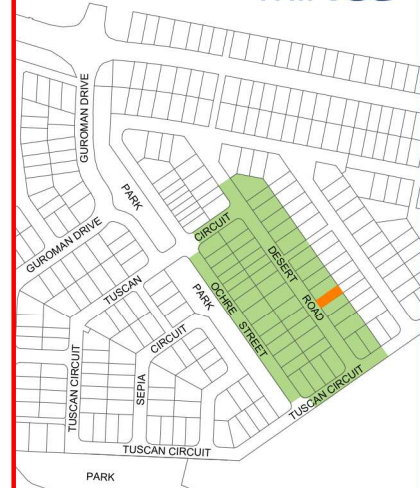 GUROMAN DRIVE
PARK
CIRCUIT
GUROMAN DRIVE
TUSCAN
DESERT
ROAD
PARK
OCHRE
STREET
CIRCUIT
TUSCAN CIRCUIT
SEPIA
TUSCAN CIRCUIT
TUSCAN CIRCUIT
PARK